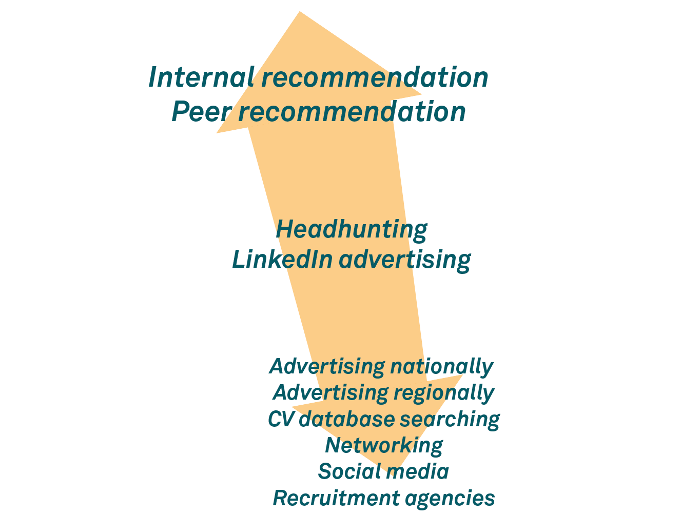 Internal recommendation
Peer recommendation
Headhunting
LinkedIn advertising
Advertising nationally
Advertising regionally
CV database searching
Networking
Social media
Recruitment agencies